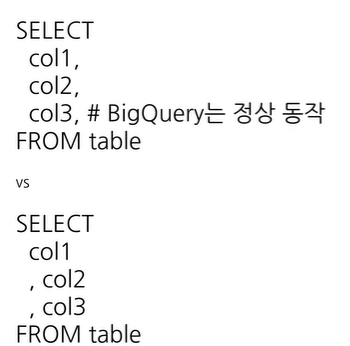 SELECT
col1,
col2,
col3, # BigQuery는 정상 동작
FROM table
vs
SELECT
col1
, col2
, col3
FROM table